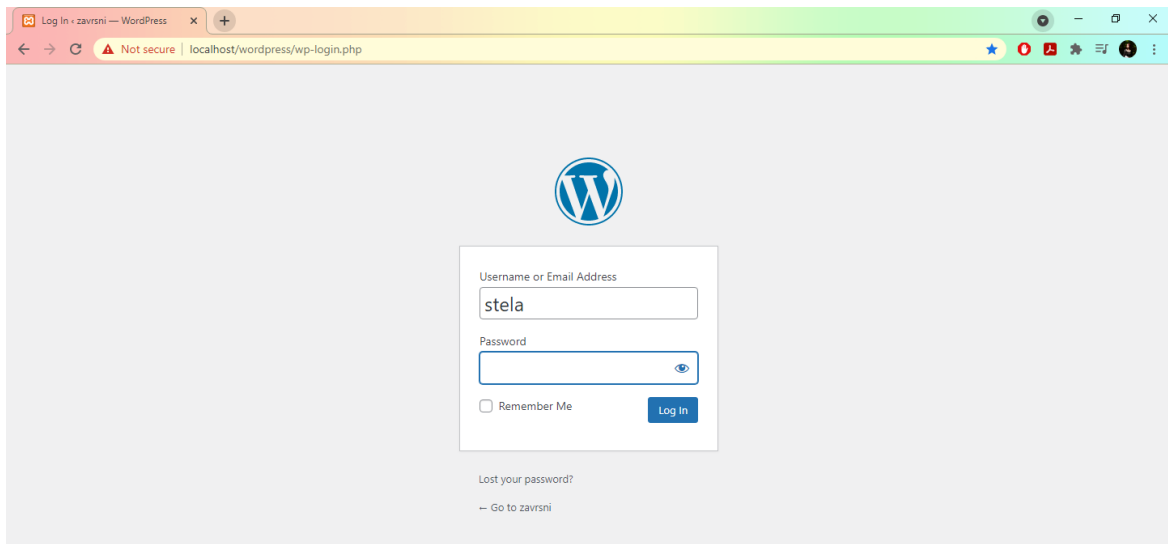 Log In ‹ zavrsni — WordPress
Not secure | localhost/wordpress/wp-login.php
Username or Email Address
stela
Password
Remember Me
Log In
Lost your password?
← Go to zavrsni